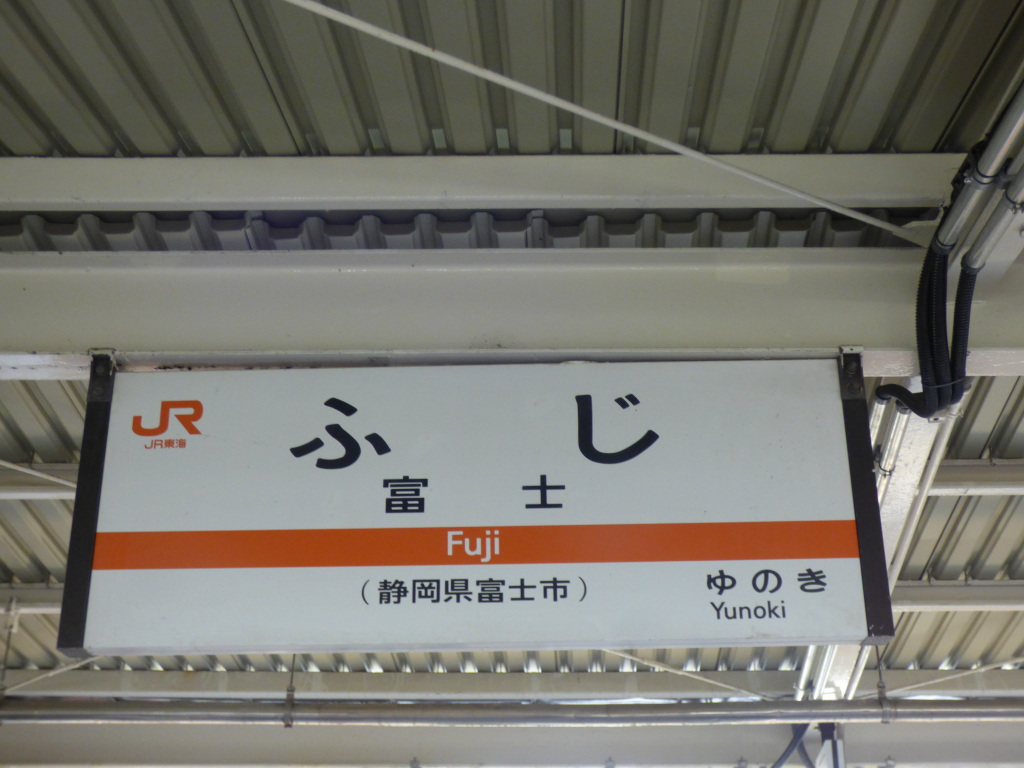 JR
JR東海
ふじ
富士
Fuji
(静岡県富士市)
ゆのき
Yunoki